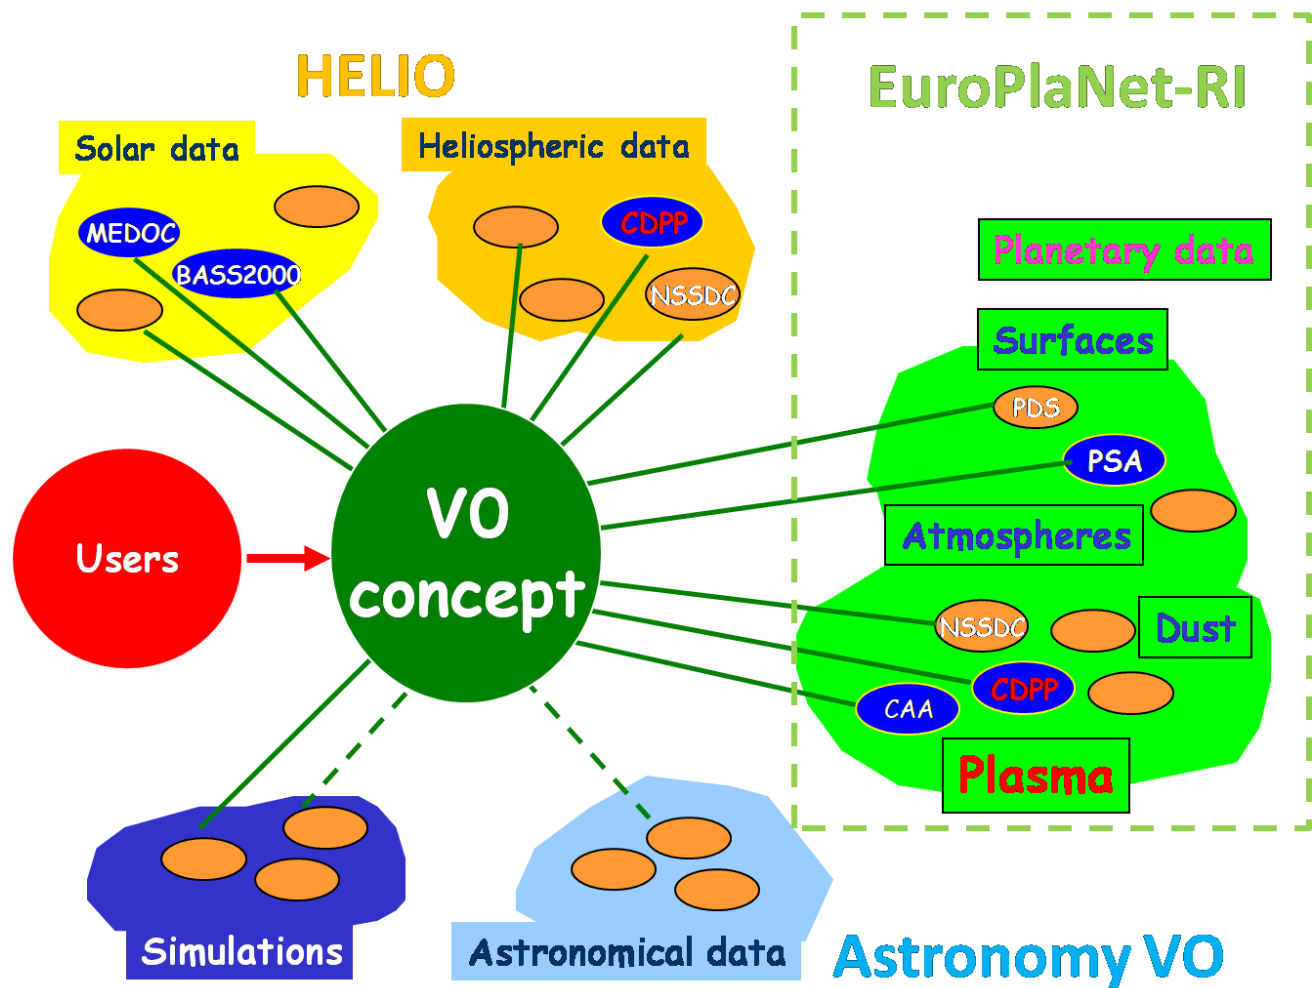 HELIO
EuroPlaNet-RI
Solar data
Heliospheric data
MEDOC
CDPP
BASS2000
NSSDC
Planetary data
Surfaces
PDS
PSA
VO
concept
Users
Atmospheres
NSSDC
Dust
CDPP
CAA
Plasma
Simulations
Astronomical data
Astronomy VO